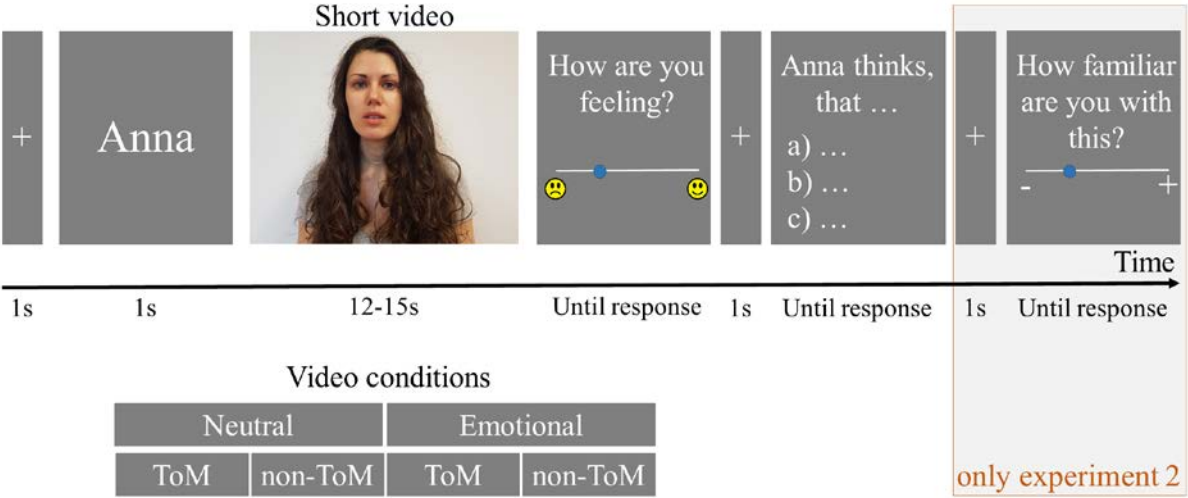 Short video
+
Anna
How are you
feeling?
+
Anna thinks,
that …
a) …
b) …
c) …
+
How familiar
are you with
this?
- +
Time
1s 1s 12-15s Until response 1s Until response 1s Until response
Video conditions
Neutral Emotional
ToM non-ToM ToM non-ToM
only experiment 2